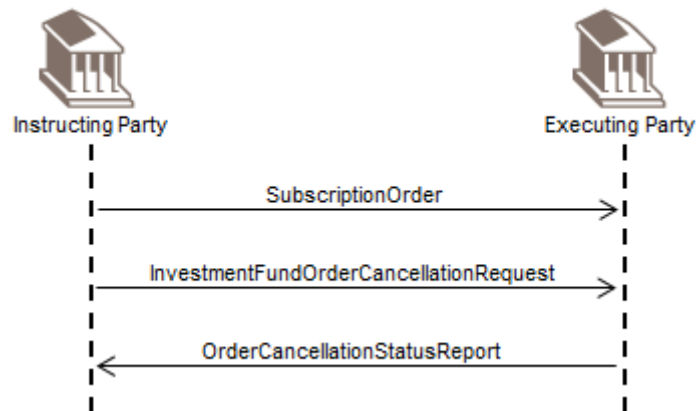 Instructing Party
Executing Party
SubscriptionOrder
InvestmentFundOrderCancellationRequest
OrderCancellationStatusReport